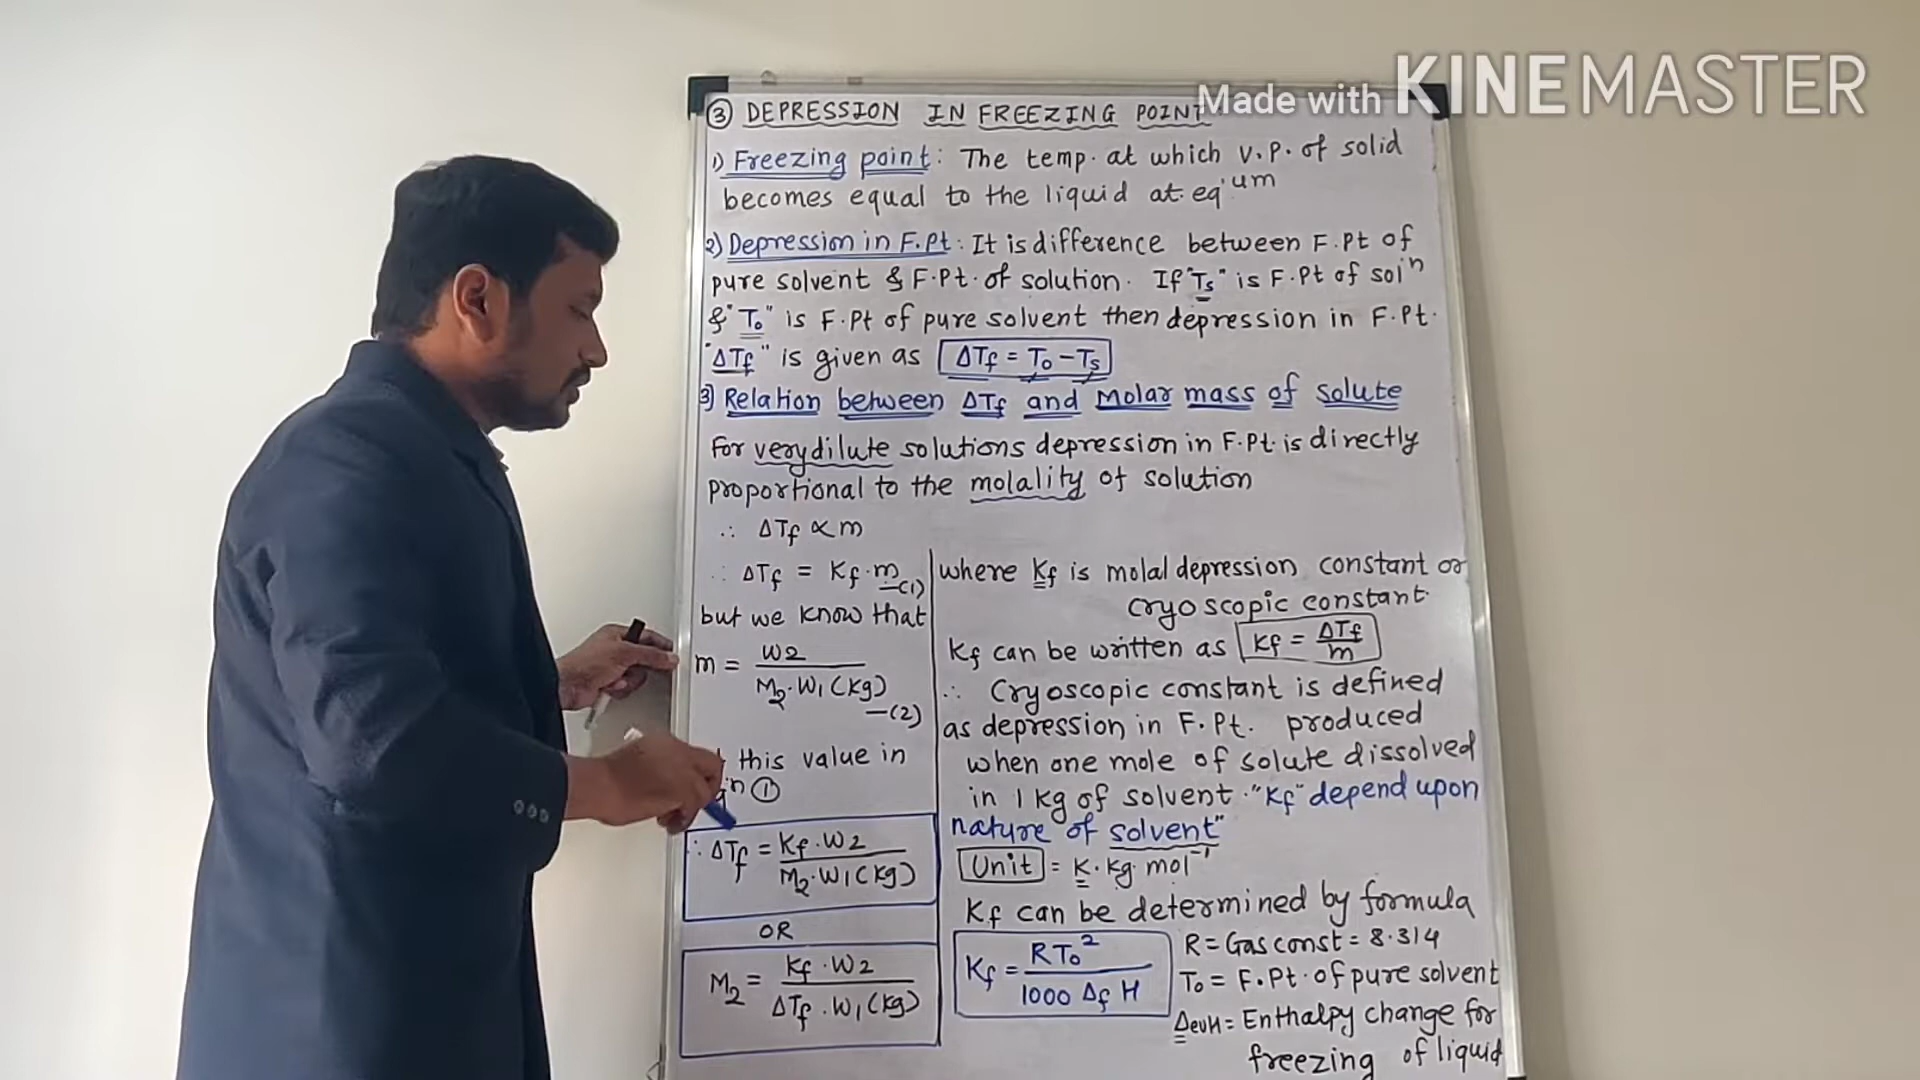 Made with KINEMASTER
③ DEPRESSION IN FREEZING POINT
1) Freezing point: The temp. at which V.P. of solid
becomes equal to the liquid at eq'um
2) Depression in F.Pt: It is difference between F.Pt of
pure solvent & F.Pt. of solution. If "Ts" is F.Pt of sol'n
& "To" is F.Pt of pure solvent then depression in F.Pt.
"ΔTf" is given as ΔTf = To - Ts
3) Relation between ΔTf and Molar mass of solute
For very dilute solutions depression in F.Pt. is directly
proportional to the molality of solution
∴ ΔTf ∝ m
∴ ΔTf = Kf.m —(1)
but we know that
m = W2 / M2.W1(kg) —(2)
this value in
①
∴ ΔTf = Kf.W2 / M2.W1(kg)
OR
M2 = Kf.W2 / ΔTf.W1(kg)
where Kf is molal depression constant or
cryoscopic constant
Kf can be written as Kf = ΔTf / m
∴ Cryoscopic constant is defined
as depression in F.Pt. produced
when one mole of solute dissolved
in 1 kg of solvent. "Kf" depend upon
nature of solvent"
Unit = K.kg mol⁻¹
Kf can be determined by formula
Kf = RTo² / 1000 ΔfH
R = Gas const = 8.314
To = F.Pt. of pure solvent
ΔevH = Enthalpy change for
freezing of liquid